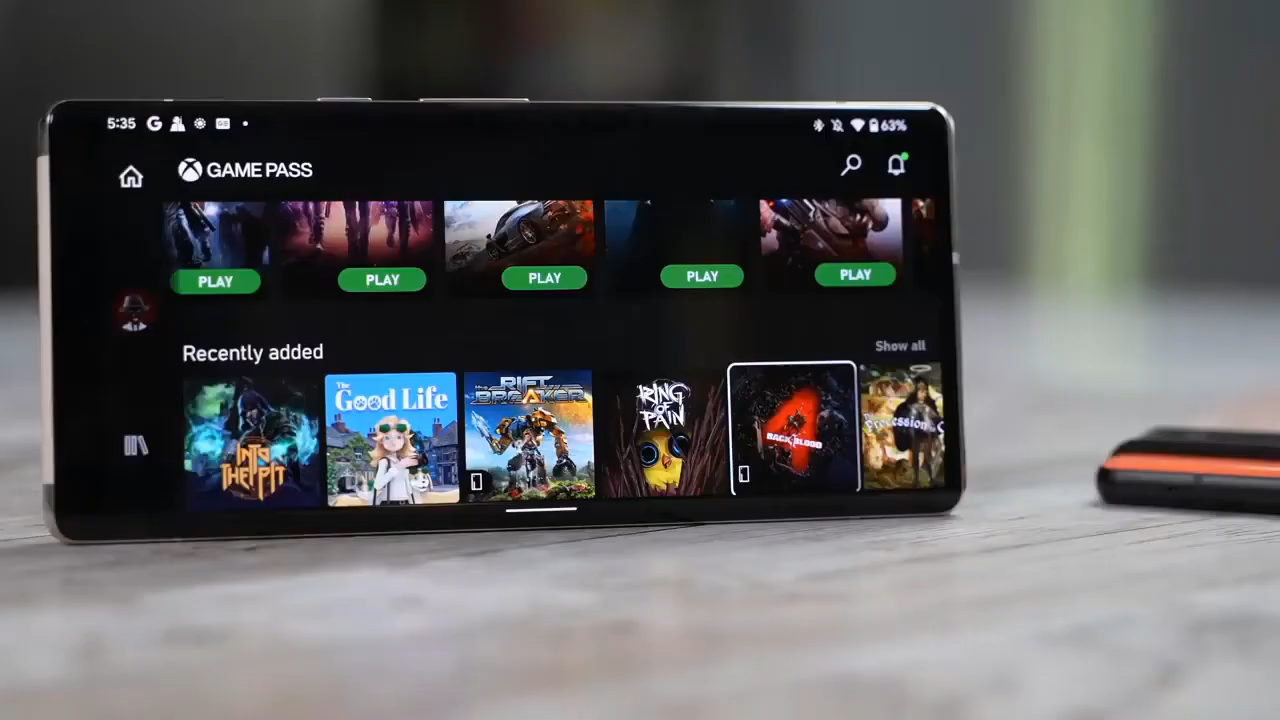 5:35
63%
GAME PASS
PLAY PLAY PLAY PLAY PLAY
Recently added
Show all
INTO THE PIT
The Good Life
the RIFT BREAKER
RING OF PAIN
4 BACK BLOOD
Procession